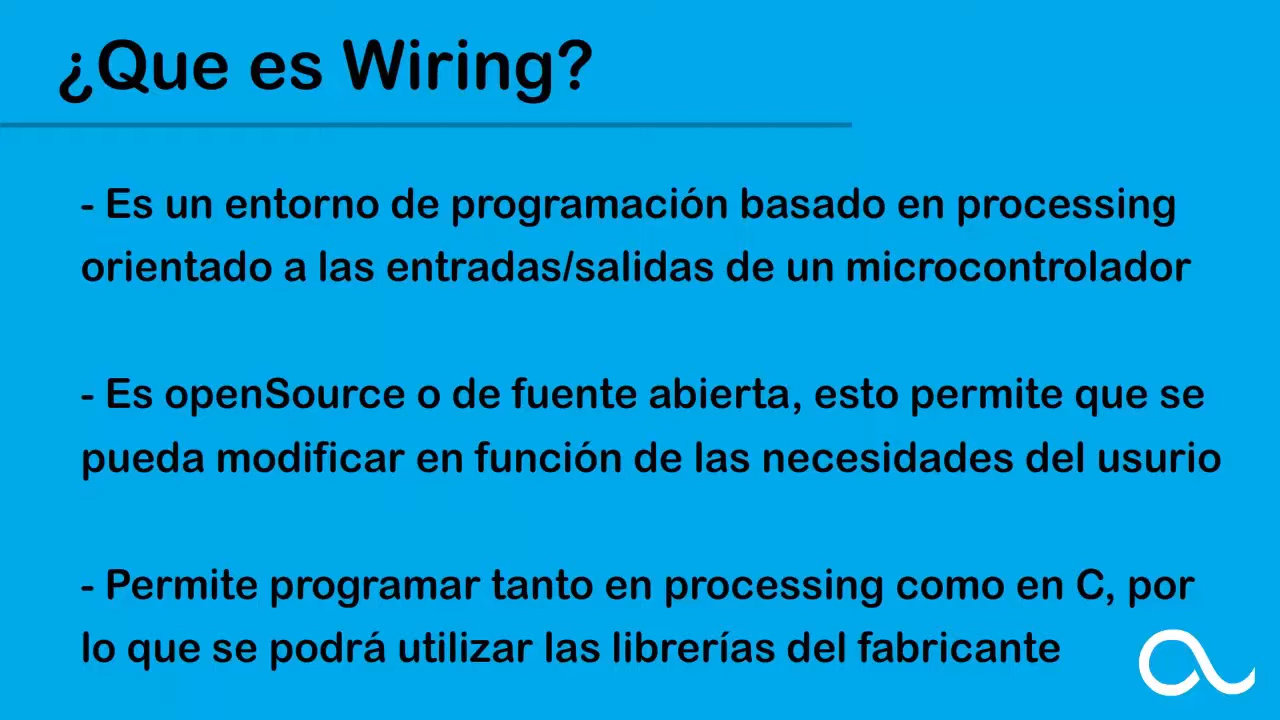 ¿Que es Wiring?
- Es un entorno de programación basado en processing
orientado a las entradas/salidas de un microcontrolador
- Es openSource o de fuente abierta, esto permite que se
pueda modificar en función de las necesidades del usurio
- Permite programar tanto en processing como en C, por
lo que se podrá utilizar las librerías del fabricante